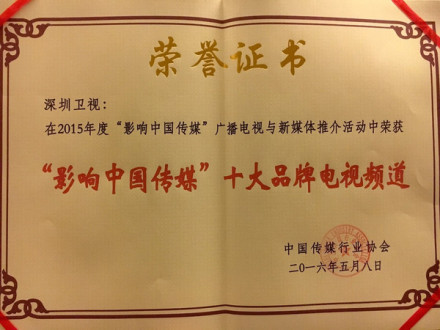 荣誉证书
深圳卫视：
在2015年度“影响中国传媒”广播电视与新媒体推介活动中荣获
“影响中国传媒”十大品牌电视频道
中国传媒行业协会
二〇一六年五月八日